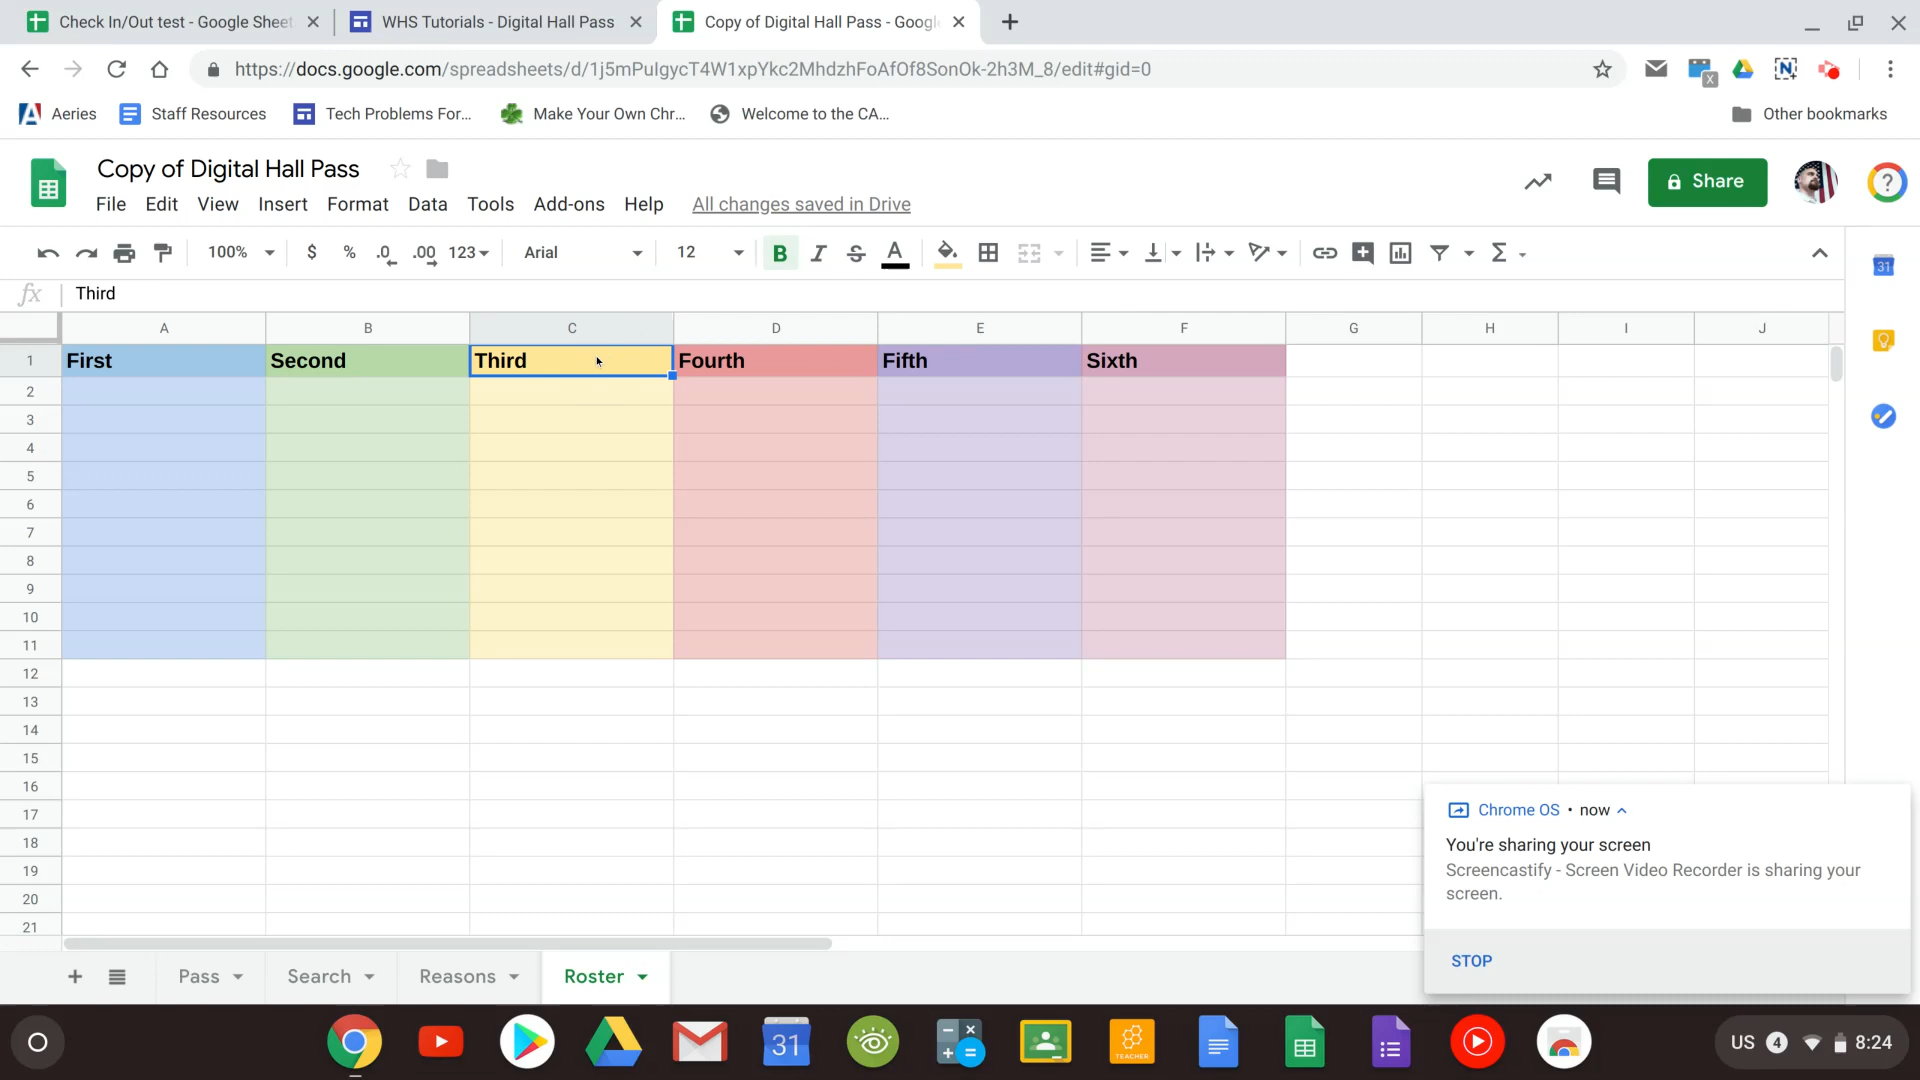 Check In/Out test - Google Sheet
WHS Tutorials - Digital Hall Pass
Copy of Digital Hall Pass - Googl
https://docs.google.com/spreadsheets/d/1j5mPuIgycT4W1xpYkc2MhdzhFoAfOf8SonOk-2h3M_8/edit#gid=0
Aeries
Staff Resources
Tech Problems For...
Make Your Own Chr...
Welcome to the CA...
Other bookmarks
Copy of Digital Hall Pass
Share
File Edit View Insert Format Data Tools Add-ons Help All changes saved in Drive
100% $ % .0 .00 123 Arial 12 B I S A Σ
31
fx Third
A B C D E F G H I J
1 First Second Third Fourth Fifth Sixth
2
3
4
5
6
7
8
9
10
11
12
13
14
15
16
17
18
19
20
21
Chrome OS • now
You're sharing your screen
Screencastify - Screen Video Recorder is sharing your
screen.
STOP
Pass Search Reasons Roster
31
TEACHER
US 4 8:24